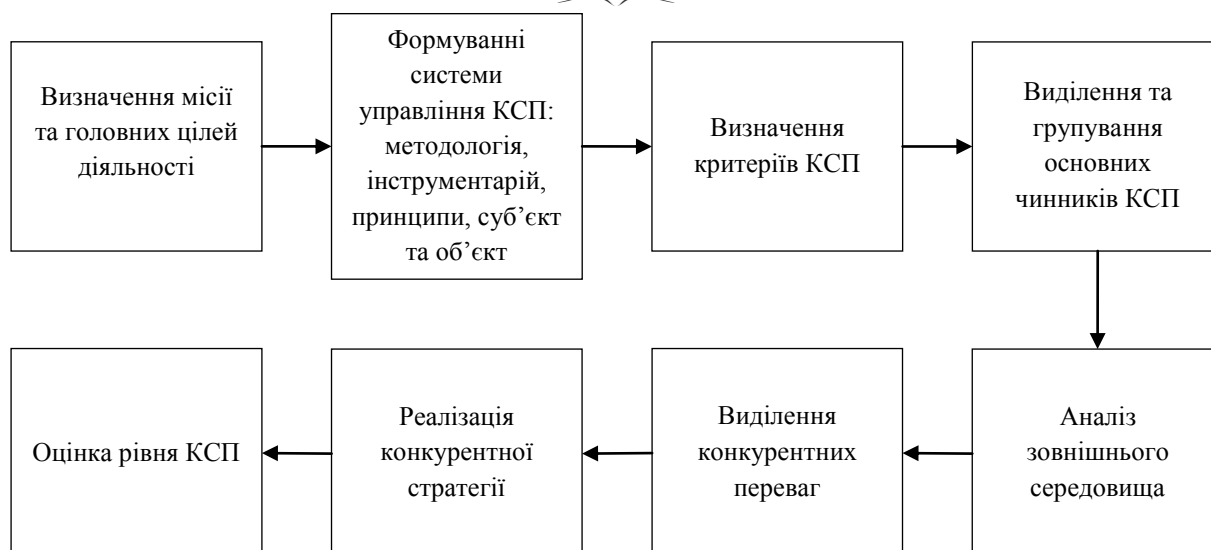 Визначення місії
та головних цілей
діяльності
Формуванні
системи
управління КСП:
методологія,
інструментарій,
принципи, суб’єкт
та об’єкт
Визначення
критеріїв КСП
Виділення та
групування
основних
чинників КСП
Аналіз
зовнішнього
середовища
Виділення
конкурентних
переваг
Реалізація
конкурентної
стратегії
Оцінка рівня КСП